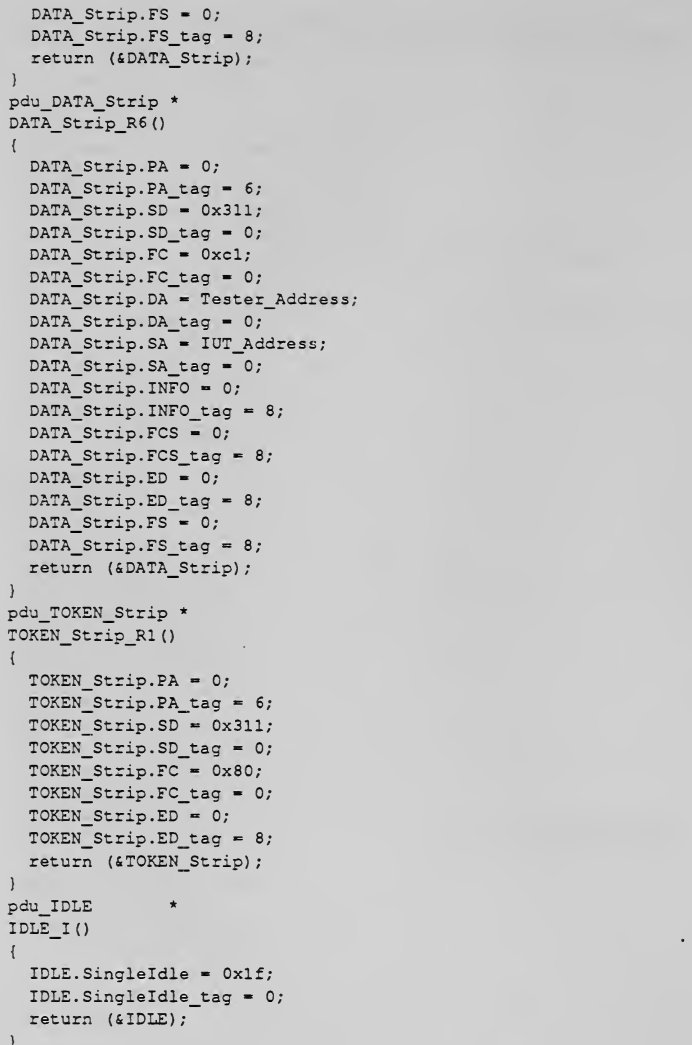 DATA_Strip.FS = 0;
DATA_Strip.FS_tag = 8;
return (&DATA_Strip);
}
pdu_DATA_Strip *
DATA_Strip_R6()
{
DATA_Strip.PA = 0;
DATA_Strip.PA_tag = 6;
DATA_Strip.SD = 0x311;
DATA_Strip.SD_tag = 0;
DATA_Strip.FC = 0xc1;
DATA_Strip.FC_tag = 0;
DATA_Strip.DA = Tester_Address;
DATA_Strip.DA_tag = 0;
DATA_Strip.SA = IUT_Address;
DATA_Strip.SA_tag = 0;
DATA_Strip.INFO = 0;
DATA_Strip.INFO_tag = 8;
DATA_Strip.FCS = 0;
DATA_Strip.FCS_tag = 8;
DATA_Strip.ED = 0;
DATA_Strip.ED_tag = 8;
DATA_Strip.FS = 0;
DATA_Strip.FS_tag = 8;
return (&DATA_Strip);
}
pdu_TOKEN_Strip *
TOKEN_Strip_R1()
{
TOKEN_Strip.PA = 0;
TOKEN_Strip.PA_tag = 6;
TOKEN_Strip.SD = 0x311;
TOKEN_Strip.SD_tag = 0;
TOKEN_Strip.FC = 0x80;
TOKEN_Strip.FC_tag = 0;
TOKEN_Strip.ED = 0;
TOKEN_Strip.ED_tag = 8;
return (&TOKEN_Strip);
}
pdu_IDLE *
IDLE_I()
{
IDLE.SingleIdle = 0x1f;
IDLE.SingleIdle_tag = 0;
return (&IDLE);
}